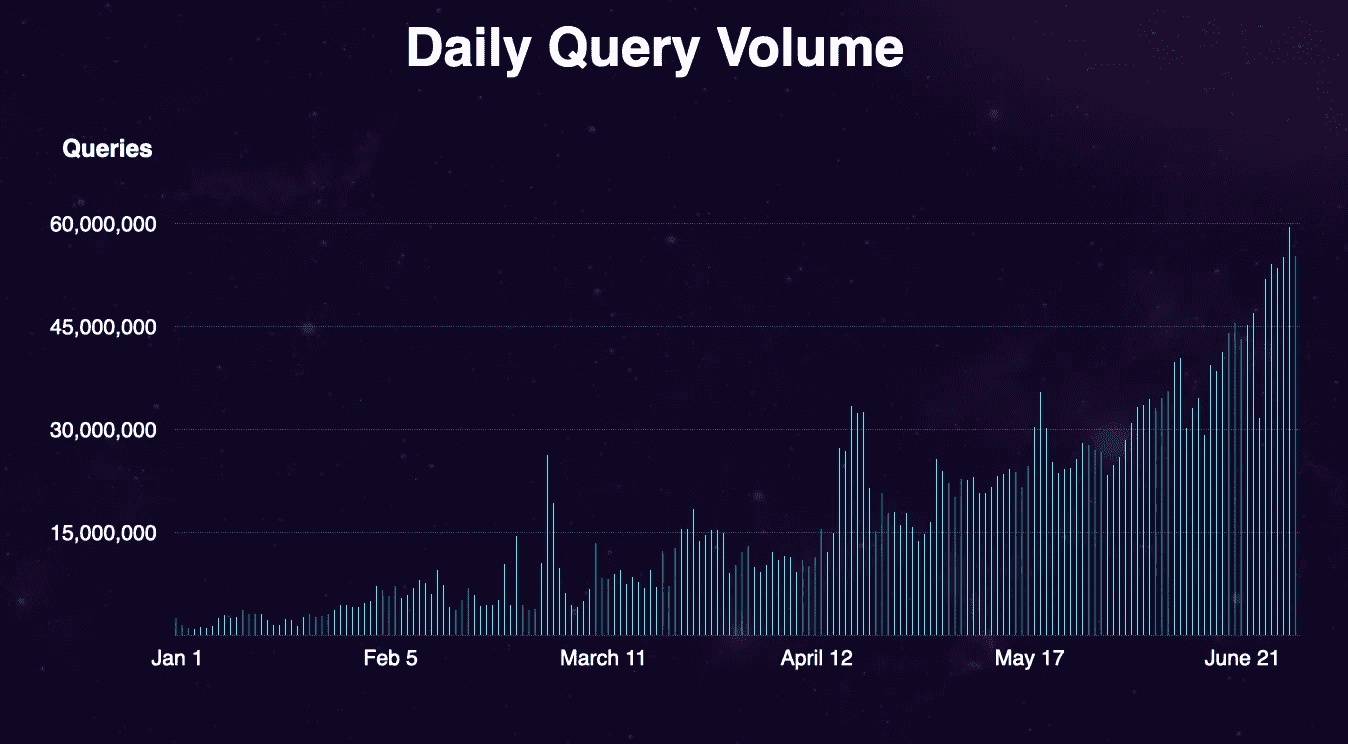 Daily Query Volume
Queries
60,000,000
45,000,000
30,000,000
15,000,000
Jan 1 Feb 5 March 11 April 12 May 17 June 21